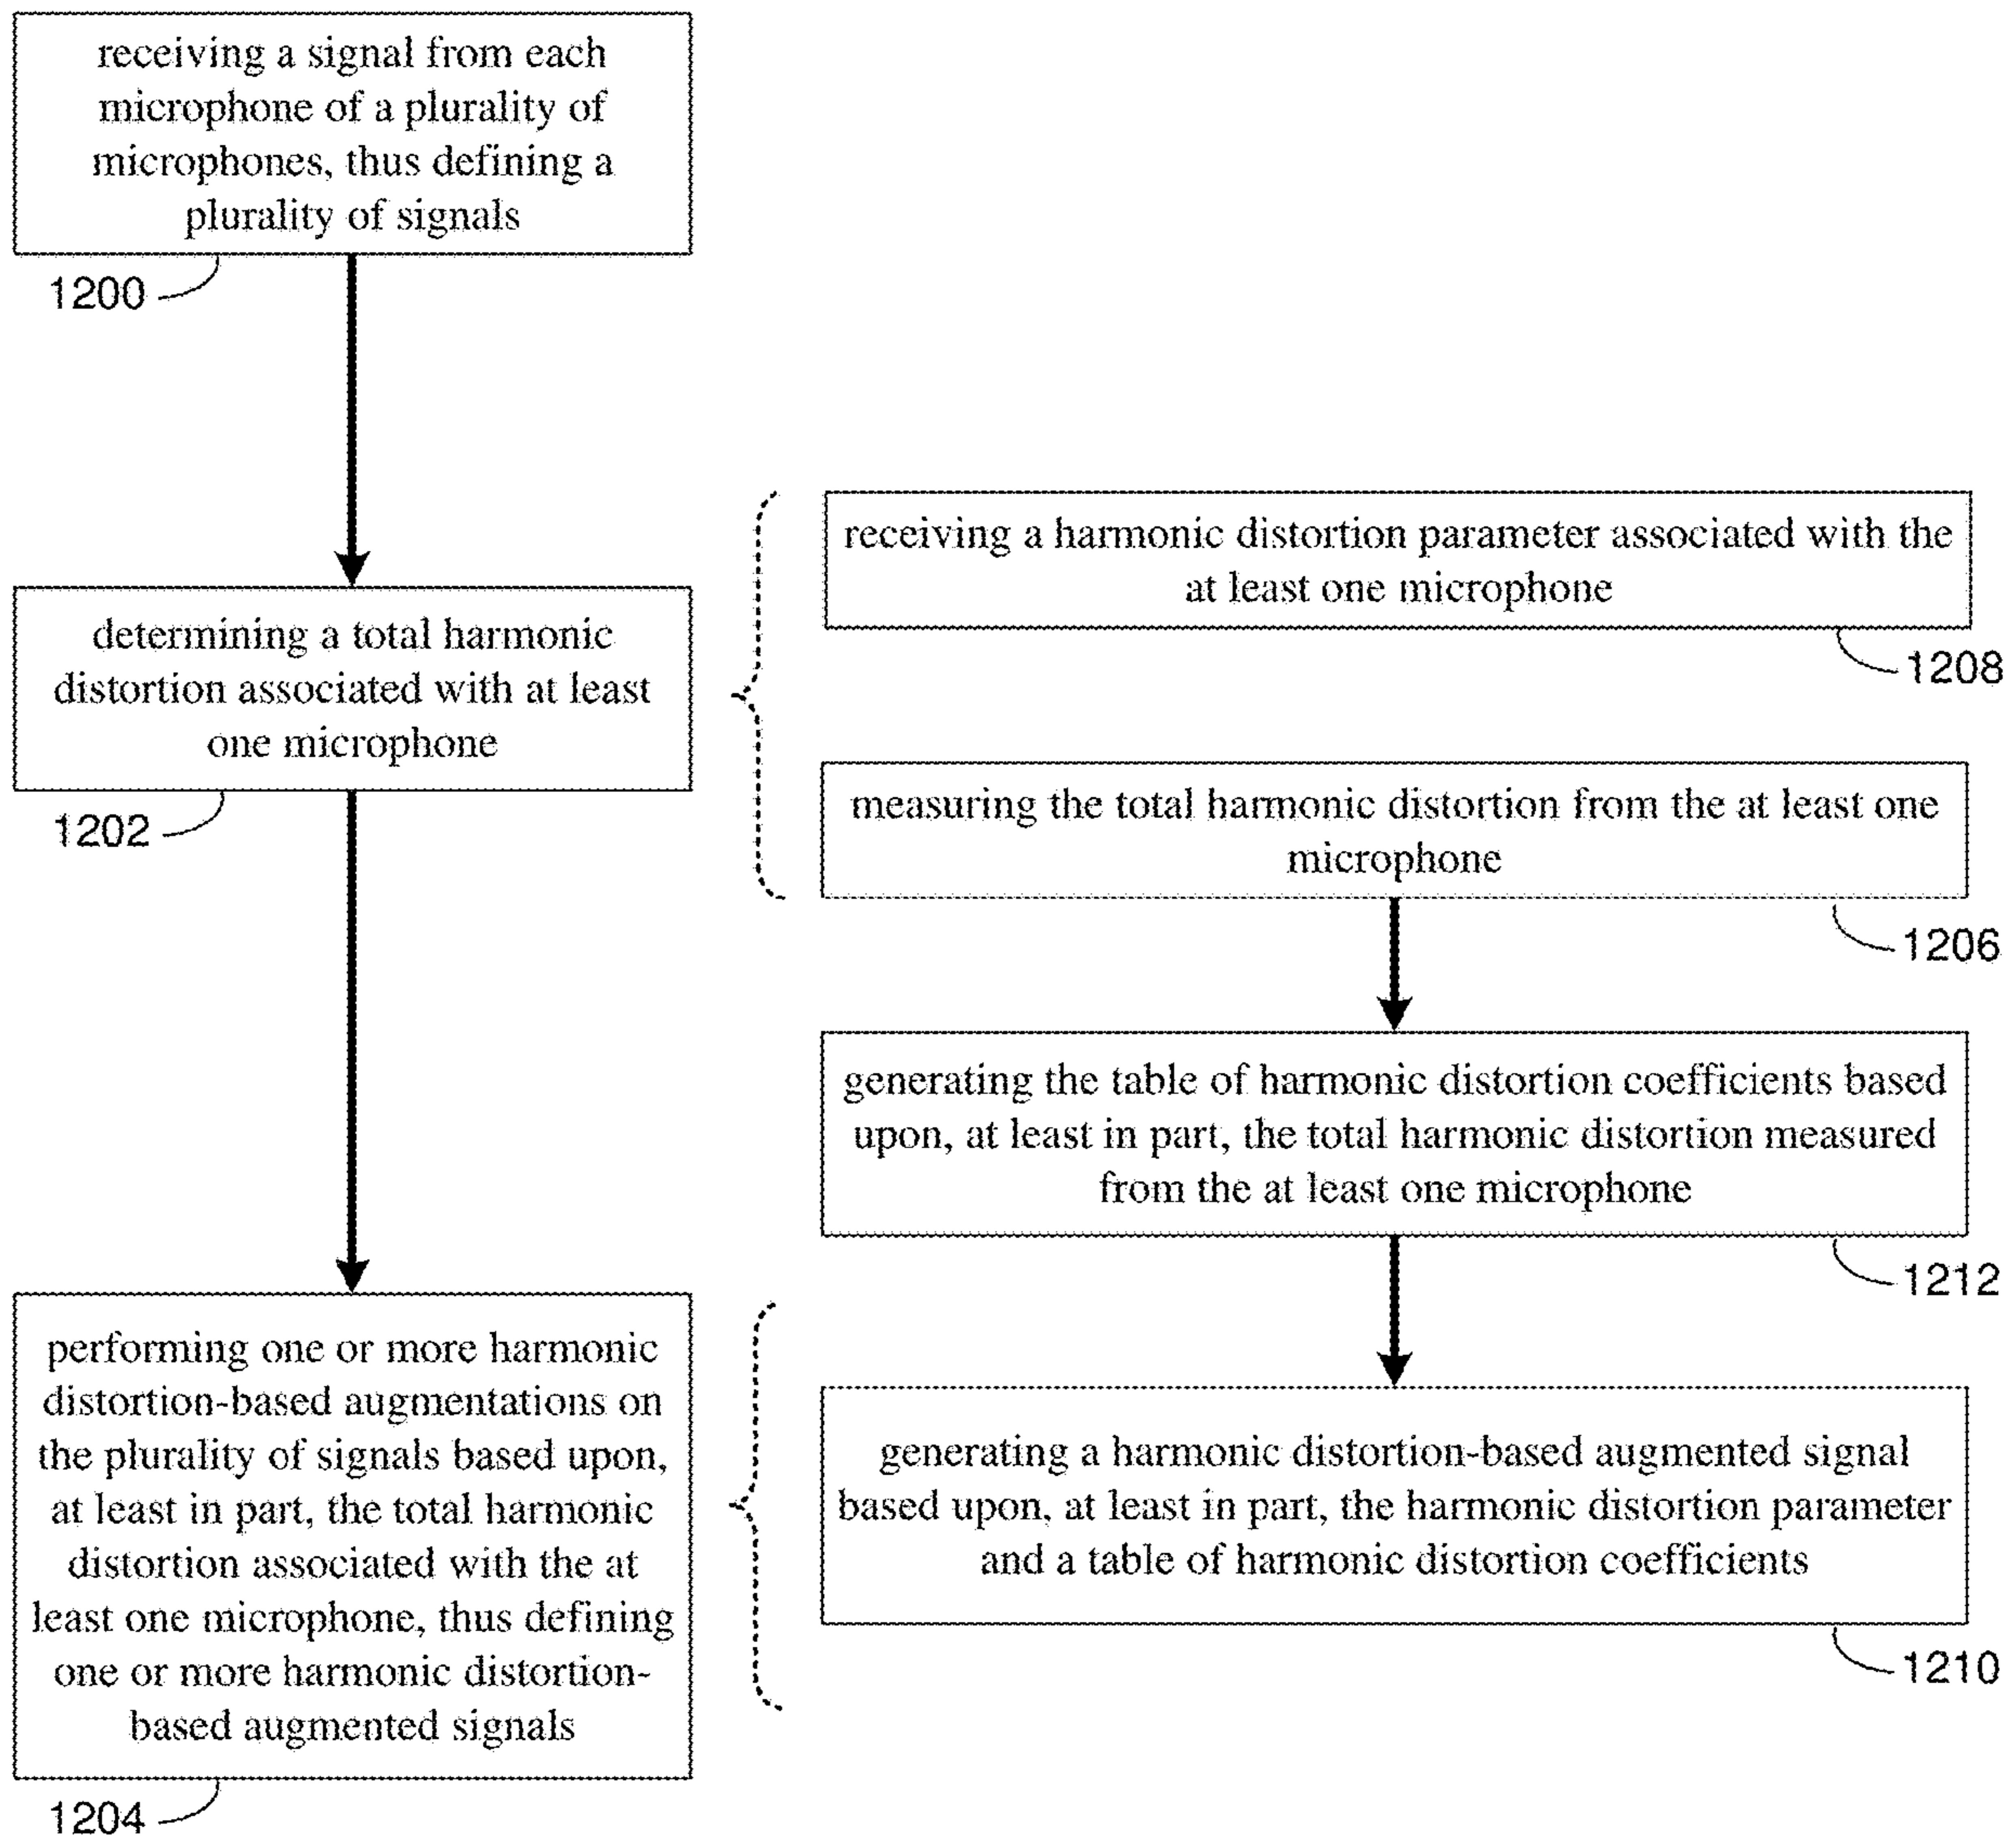 receiving a signal from each
microphone of a plurality of
microphones, thus defining a
plurality of signals
1200
determining a total harmonic
distortion associated with at least
one microphone
1202
performing one or more harmonic
distortion-based augmentations on
the plurality of signals based upon,
at least in part, the total harmonic
distortion associated with the at
least one microphone, thus defining
one or more harmonic distortion-
based augmented signals
1204
receiving a harmonic distortion parameter associated with the
at least one microphone
1208
measuring the total harmonic distortion from the at least one
microphone
1206
generating the table of harmonic distortion coefficients based
upon, at least in part, the total harmonic distortion measured
from the at least one microphone
1212
generating a harmonic distortion-based augmented signal
based upon, at least in part, the harmonic distortion parameter
and a table of harmonic distortion coefficients
1210